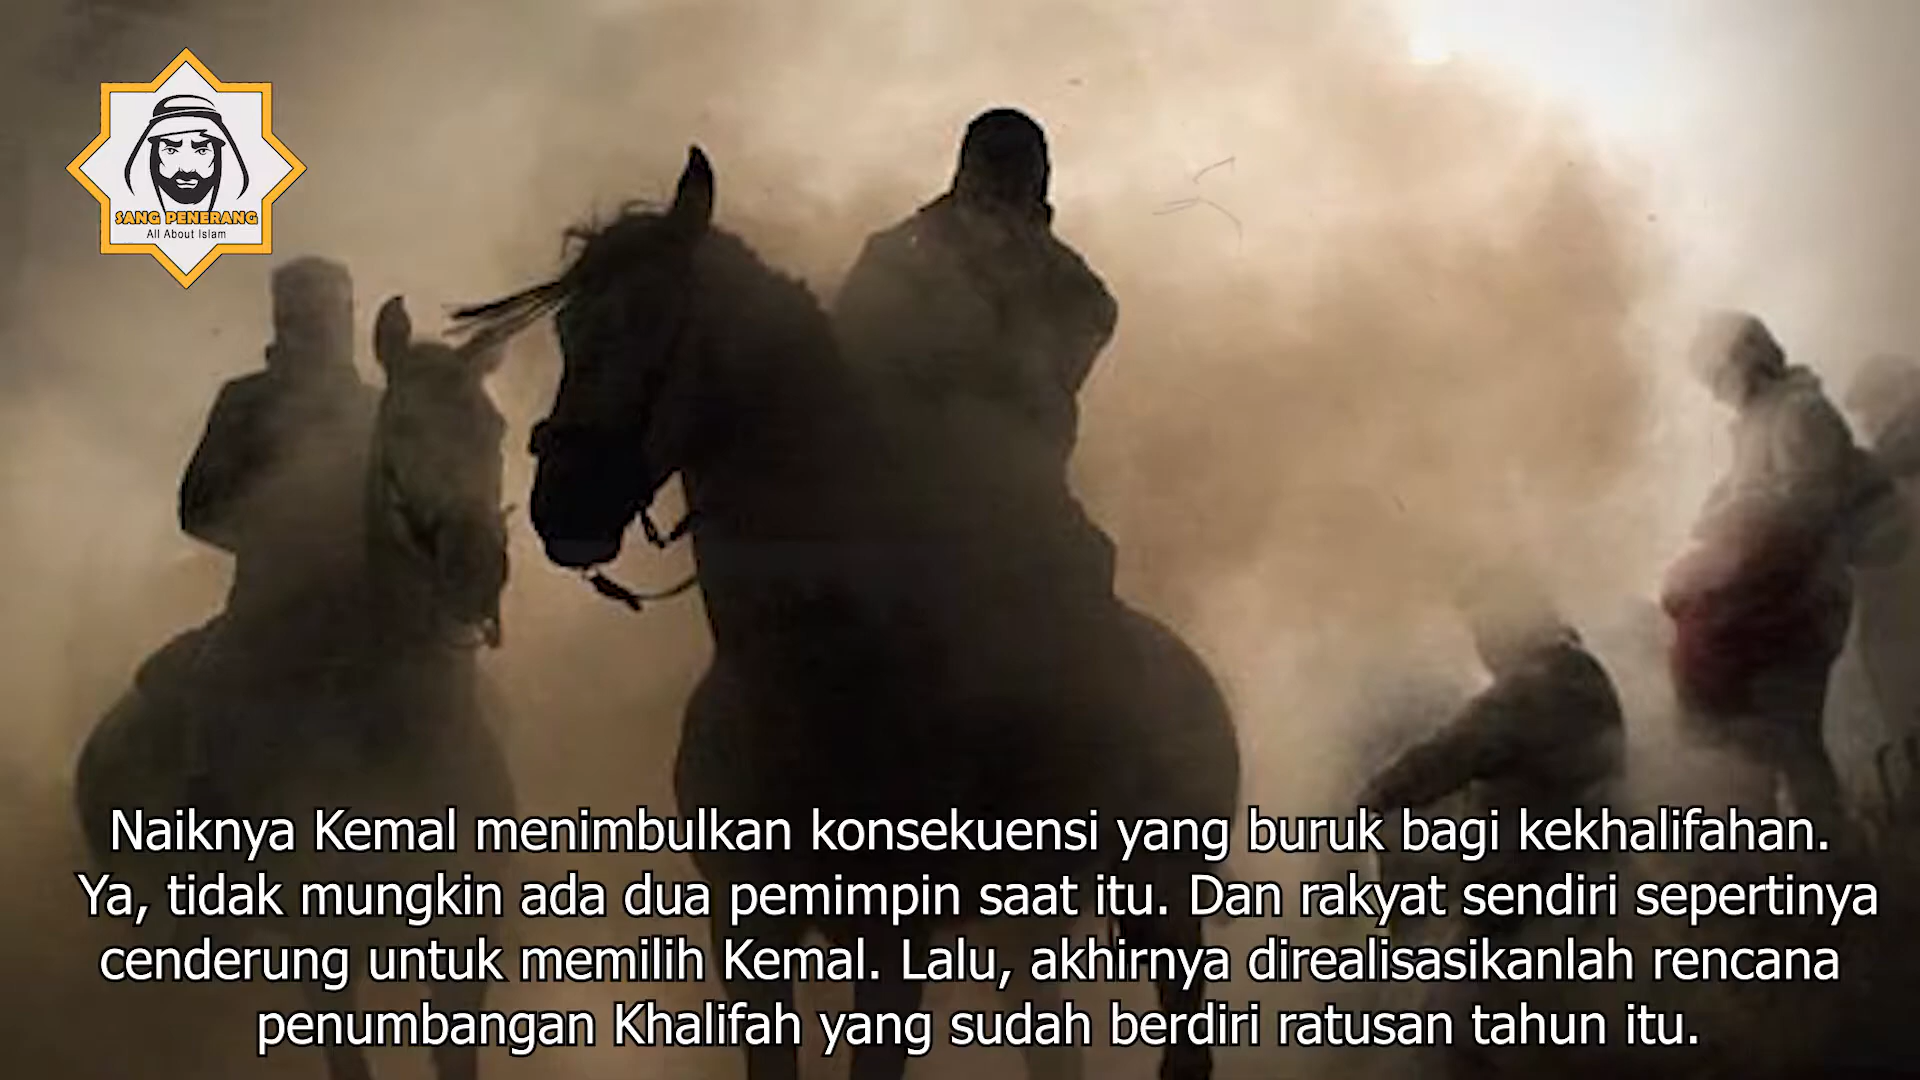 SANG PENERANG
All About Islam
Naiknya Kemal menimbulkan konsekuensi yang buruk bagi kekhalifahan.
Ya, tidak mungkin ada dua pemimpin saat itu. Dan rakyat sendiri sepertinya
cenderung untuk memilih Kemal. Lalu, akhirnya direalisasikanlah rencana
penumbangan Khalifah yang sudah berdiri ratusan tahun itu.